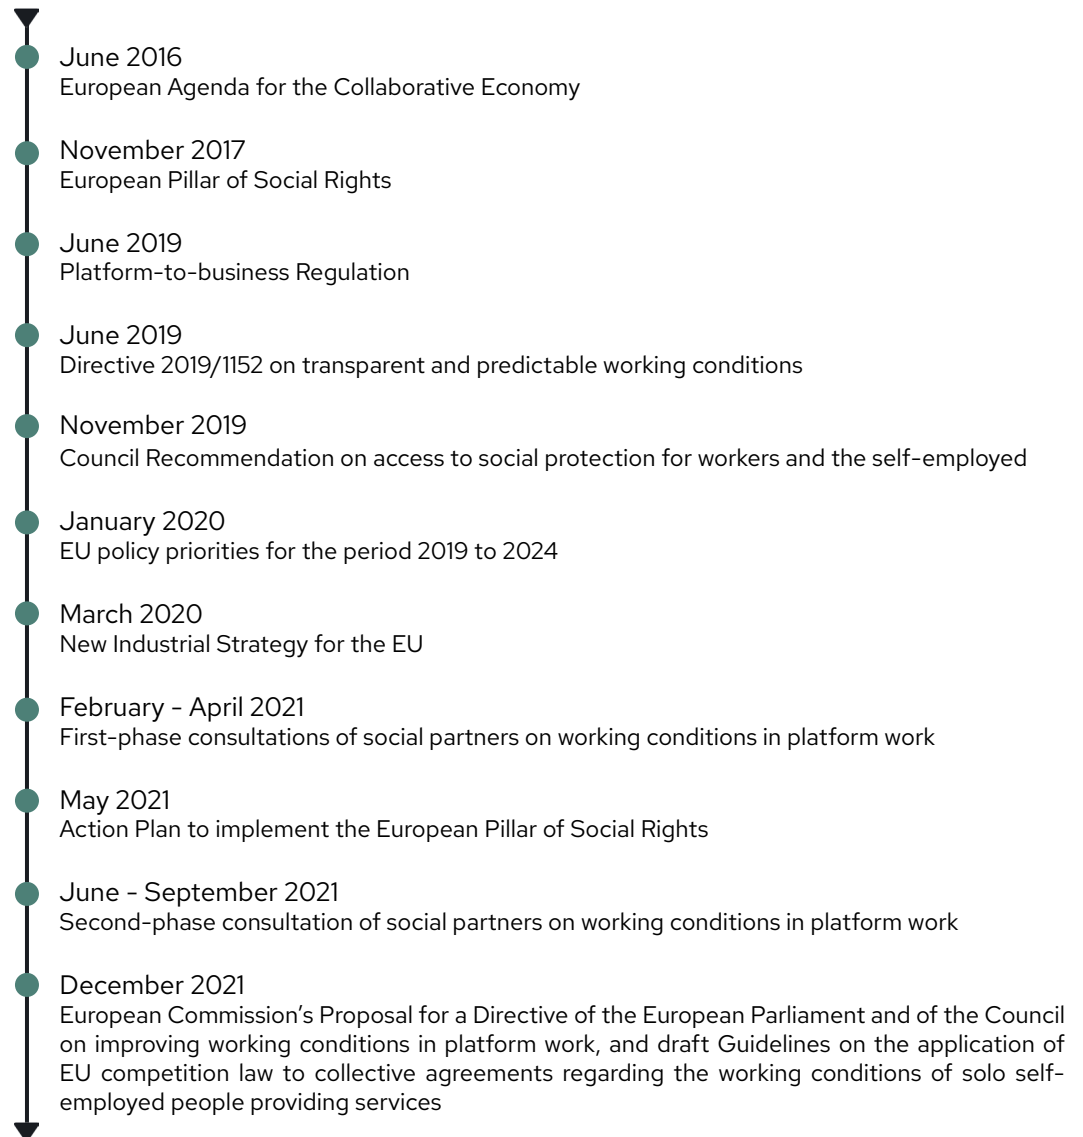 June 2016
European Agenda for the Collaborative Economy
November 2017
European Pillar of Social Rights
June 2019
Platform-to-business Regulation
June 2019
Directive 2019/1152 on transparent and predictable working conditions
November 2019
Council Recommendation on access to social protection for workers and the self-employed
January 2020
EU policy priorities for the period 2019 to 2024
March 2020
New Industrial Strategy for the EU
February - April 2021
First-phase consultations of social partners on working conditions in platform work
May 2021
Action Plan to implement the European Pillar of Social Rights
June - September 2021
Second-phase consultation of social partners on working conditions in platform work
December 2021
European Commission’s Proposal for a Directive of the European Parliament and of the Council
on improving working conditions in platform work, and draft Guidelines on the application of
EU competition law to collective agreements regarding the working conditions of solo self-
employed people providing services